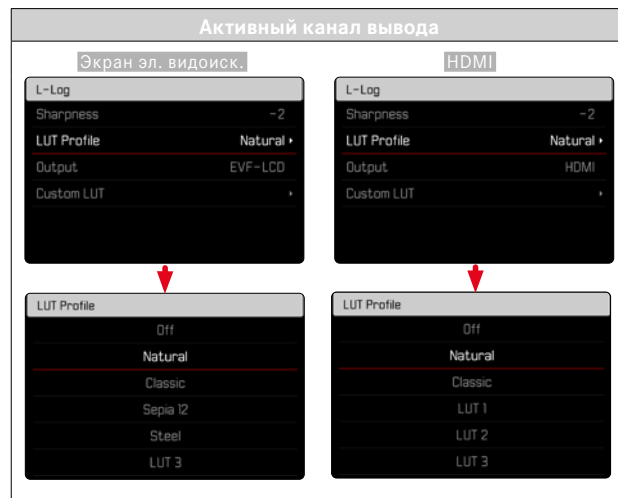 Активный канал вывода
Экран эл. видоиск.
L-Log
Sharpness -2
LUT Profile Natural
Output EVF-LCD
Custom LUT
LUT Profile
Off
Natural
Classic
Sepia 12
Steel
LUT 3
HDMI
L-Log
Sharpness -2
LUT Profile Natural
Output HDMI
Custom LUT
LUT Profile
Off
Natural
Classic
LUT 1
LUT 2
LUT 3